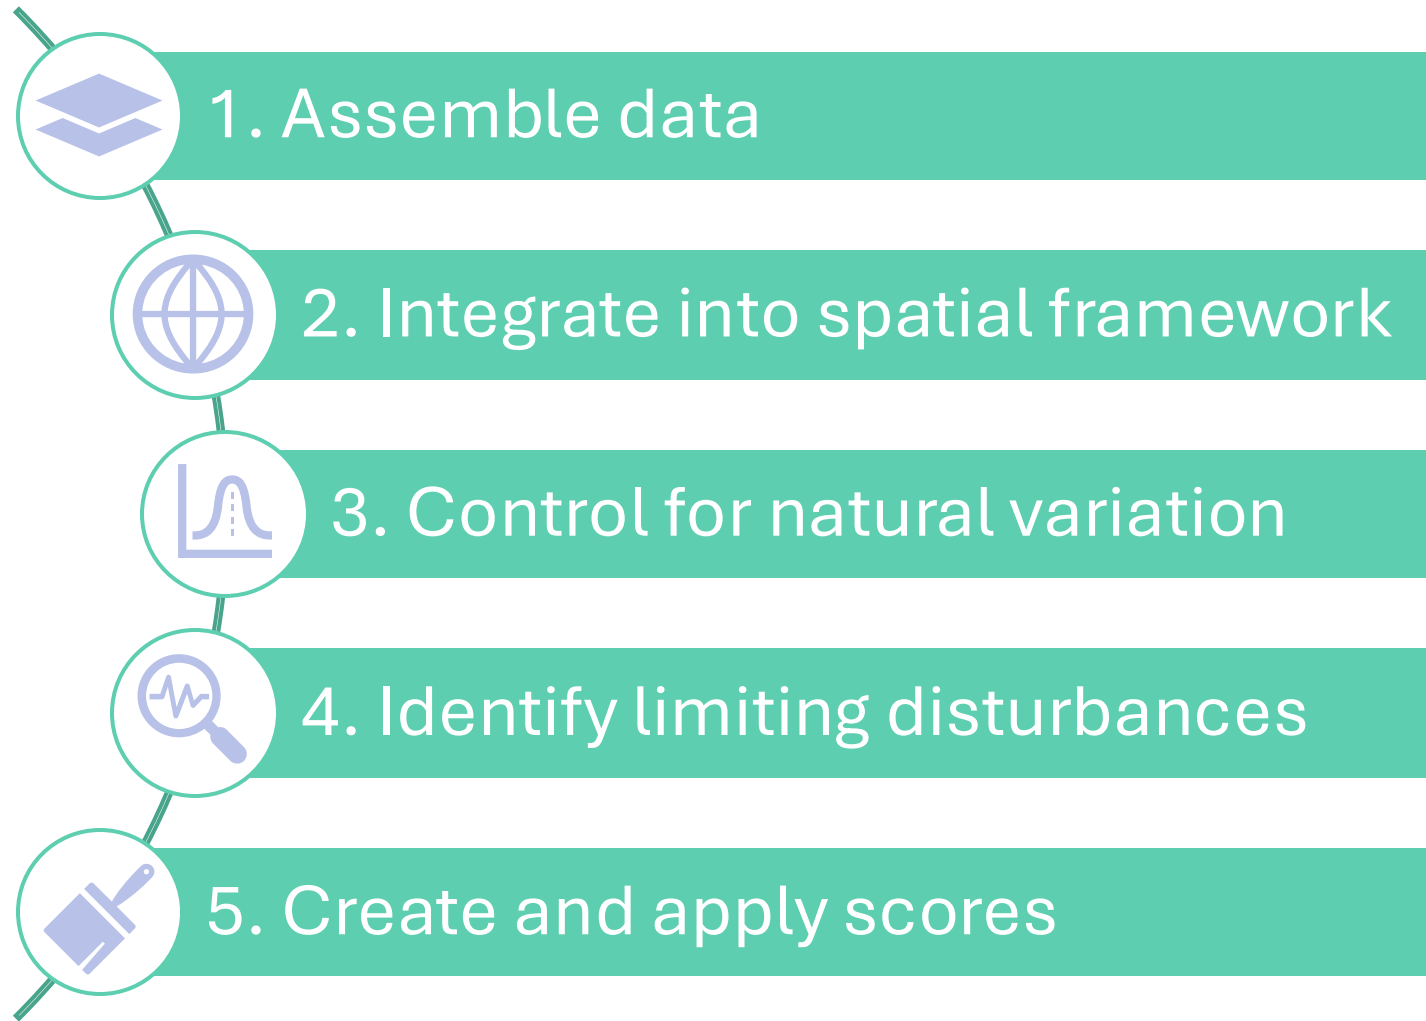 1. Assemble data
2. Integrate into spatial framework
3. Control for natural variation
4. Identify limiting disturbances
5. Create and apply scores